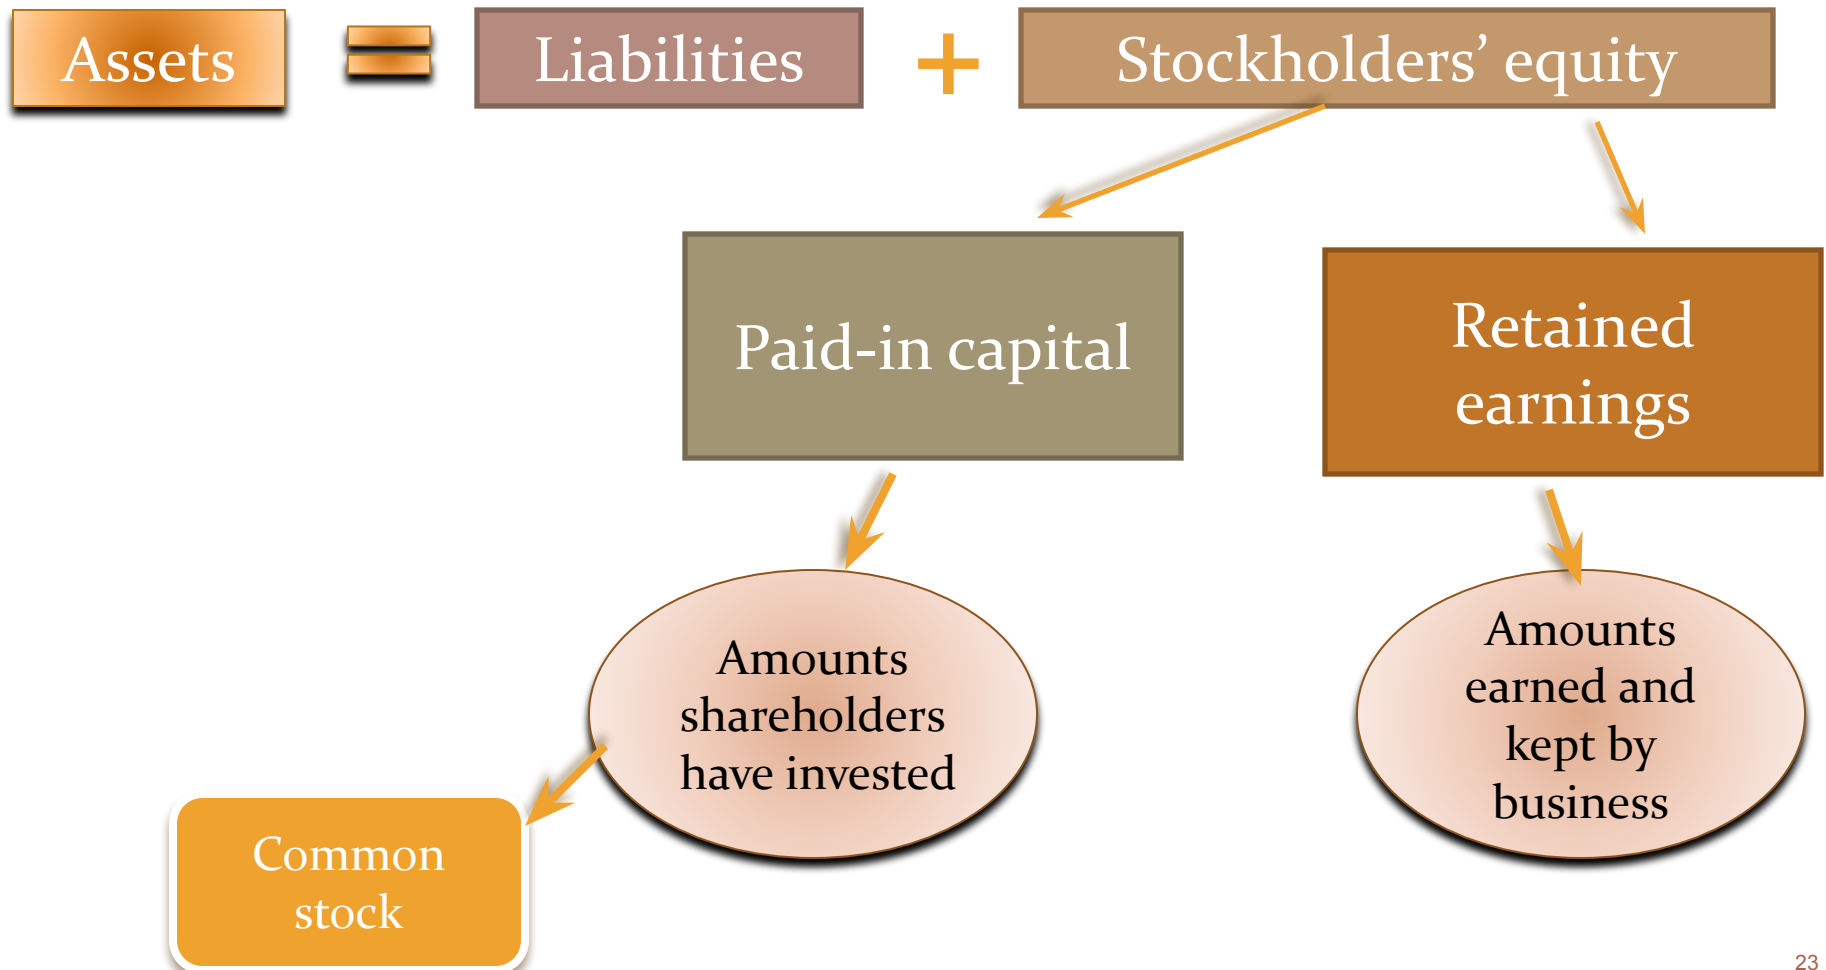 Assets = Liabilities + Stockholders’ equity
Paid-in capital
Retained
earnings
Amounts
shareholders
have invested
Amounts
earned and
kept by
business
Common
stock
23